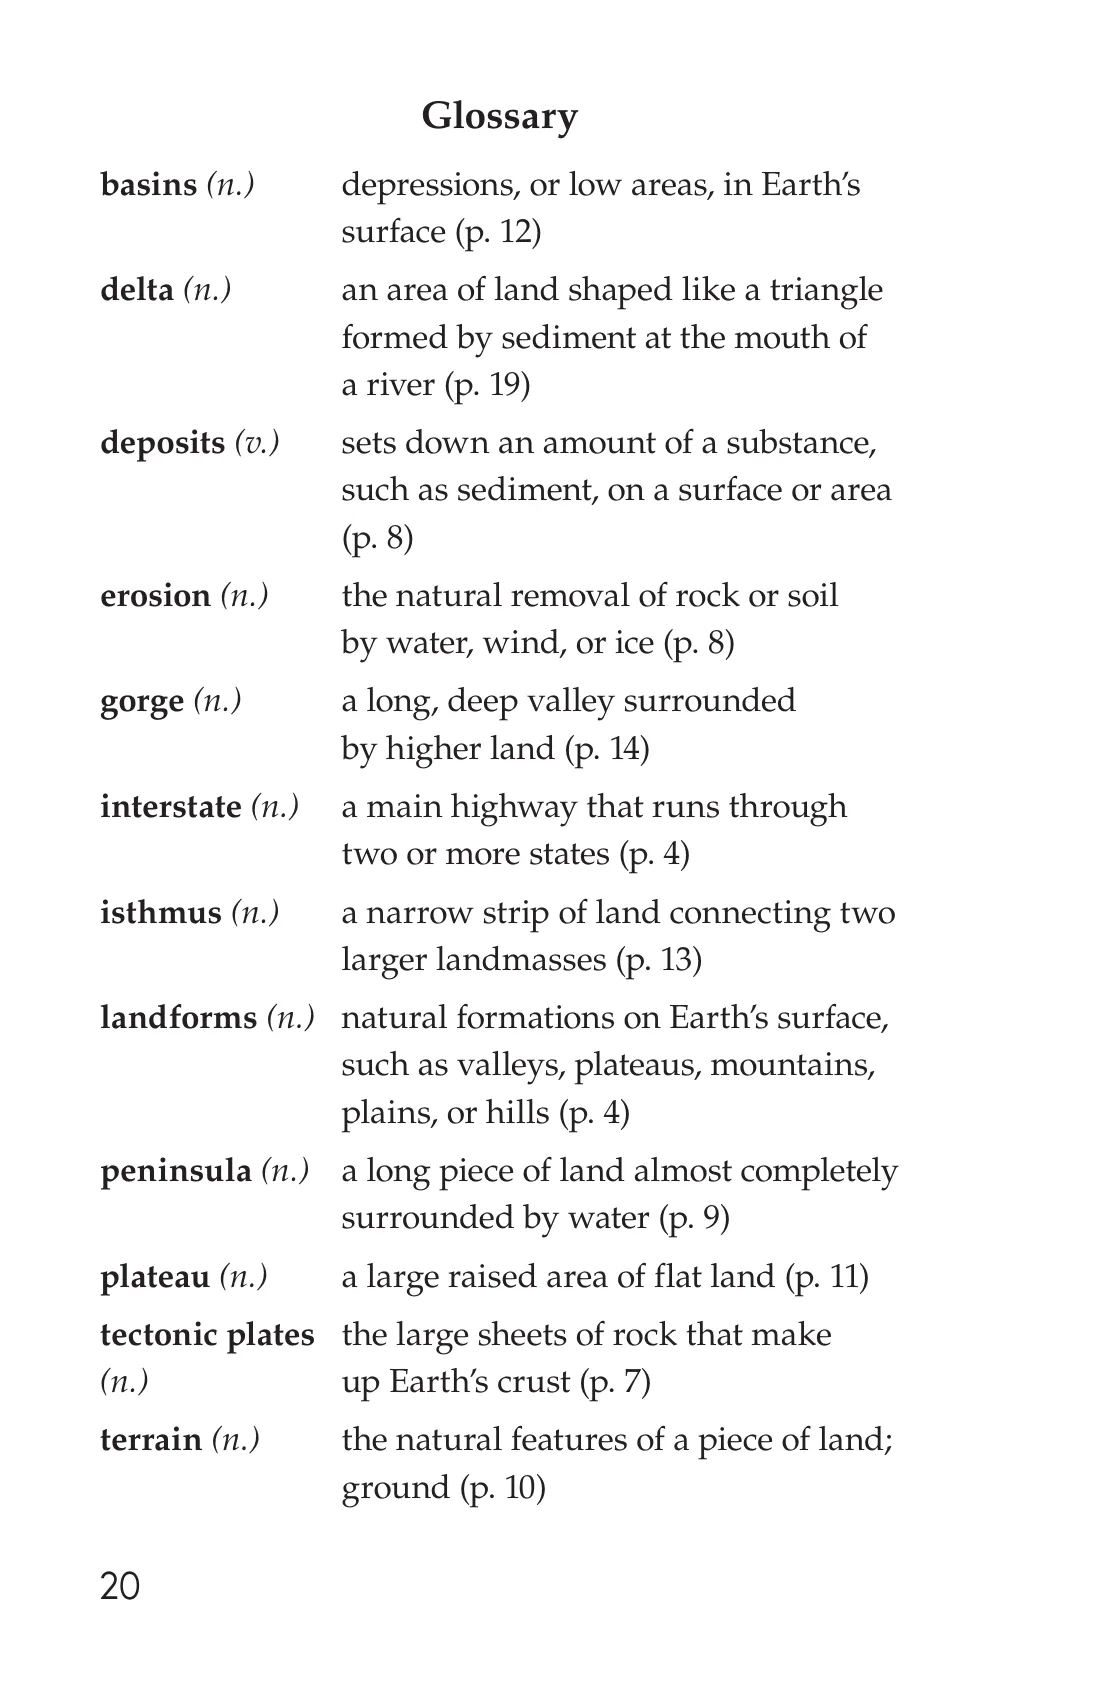 Glossary
basins (n.) depressions, or low areas, in Earth’s
surface (p. 12)
delta (n.) an area of land shaped like a triangle
formed by sediment at the mouth of
a river (p. 19)
deposits (v.) sets down an amount of a substance,
such as sediment, on a surface or area
(p. 8)
erosion (n.) the natural removal of rock or soil
by water, wind, or ice (p. 8)
gorge (n.) a long, deep valley surrounded
by higher land (p. 14)
interstate (n.) a main highway that runs through
two or more states (p. 4)
isthmus (n.) a narrow strip of land connecting two
larger landmasses (p. 13)
landforms (n.) natural formations on Earth’s surface,
such as valleys, plateaus, mountains,
plains, or hills (p. 4)
peninsula (n.) a long piece of land almost completely
surrounded by water (p. 9)
plateau (n.) a large raised area of flat land (p. 11)
tectonic plates the large sheets of rock that make
(n.) up Earth’s crust (p. 7)
terrain (n.) the natural features of a piece of land;
ground (p. 10)
20